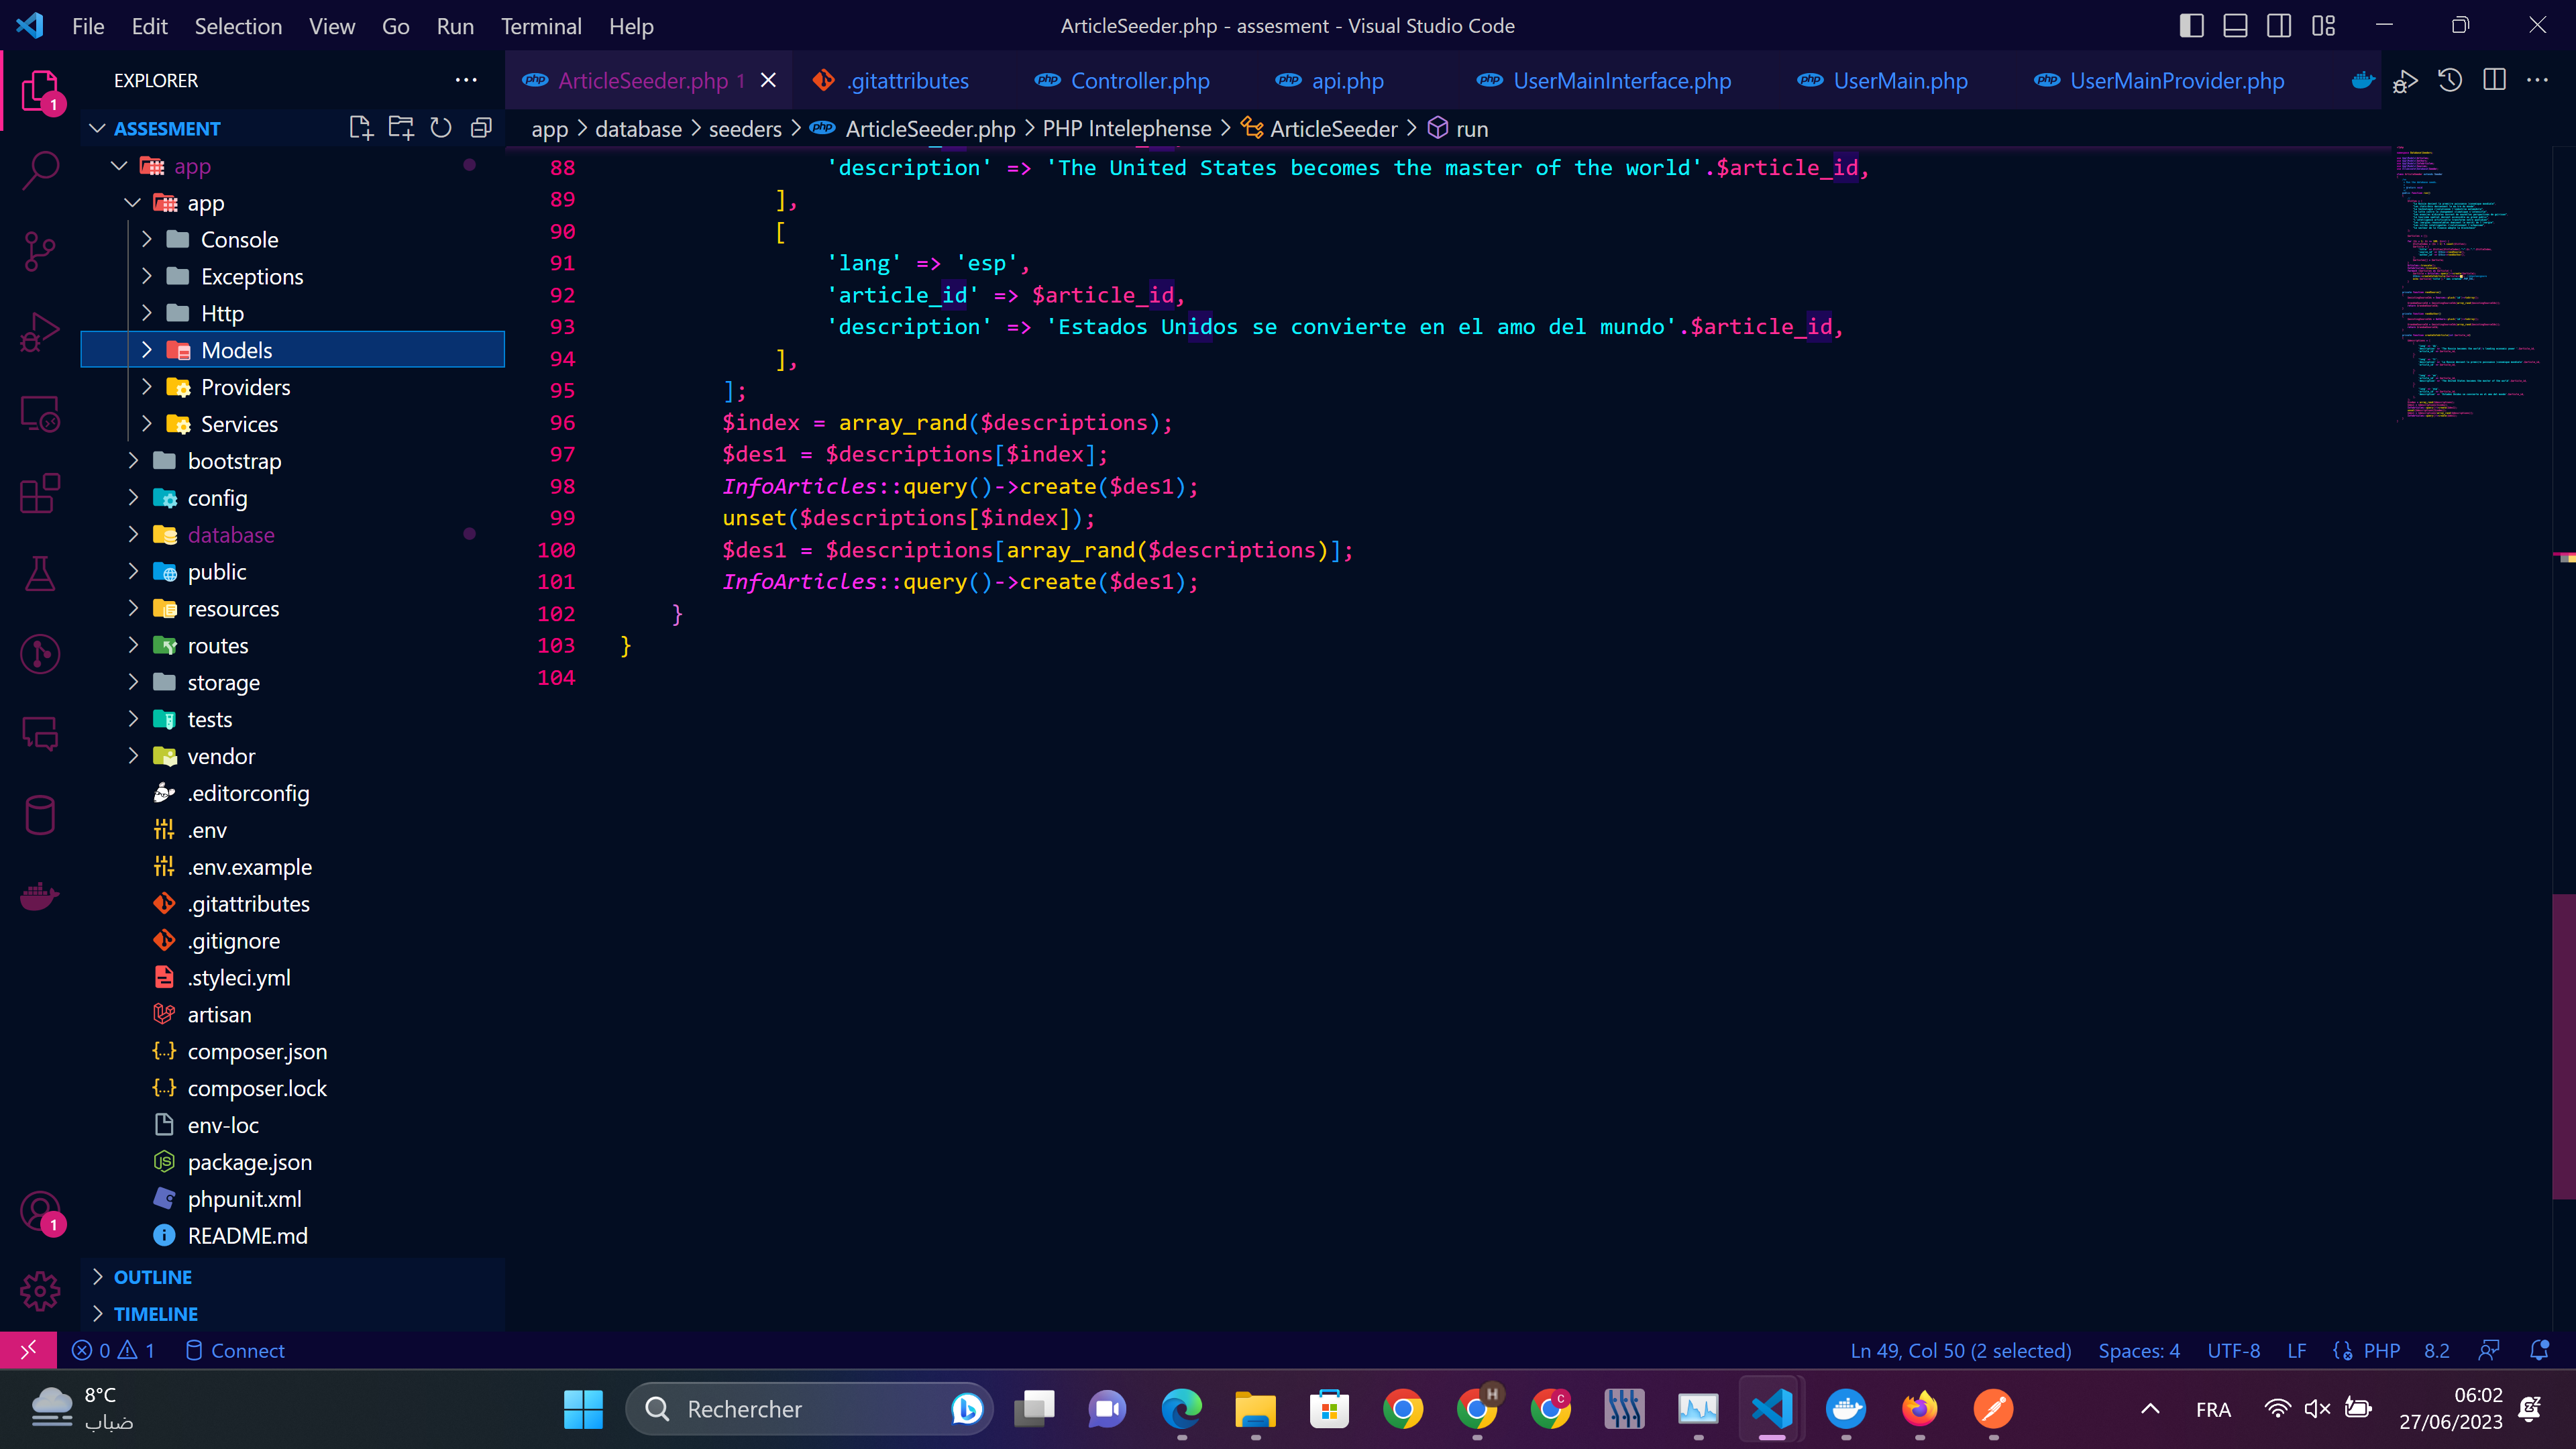 File Edit Selection View Go Run Terminal Help
ArticleSeeder.php - assesment - Visual Studio Code
EXPLORER
ArticleSeeder.php 1
.gitattributes
Controller.php
api.php
UserMainInterface.php
UserMain.php
UserMainProvider.php
app > database > seeders > ArticleSeeder.php > PHP Intelephense > ArticleSeeder > run
1
ASSESMENT
app
app
Console
Exceptions
Http
Models
Providers
Services
bootstrap
config
database
public
resources
routes
storage
tests
vendor
.editorconfig
.env
.env.example
.gitattributes
.gitignore
.styleci.yml
artisan
composer.json
composer.lock
env-loc
package.json
phpunit.xml
README.md
OUTLINE
TIMELINE
1
88 'description' => 'The United States becomes the master of the world'.$article_id,
89 ],
90 [
91 'lang' => 'esp',
92 'article_id' => $article_id,
93 'description' => 'Estados Unidos se convierte en el amo del mundo'.$article_id,
94 ],
95 ];
96 $index = array_rand($descriptions);
97 $des1 = $descriptions[$index];
98 InfoArticles::query()->create($des1);
99 unset($descriptions[$index]);
100 $des1 = $descriptions[array_rand($descriptions)];
101 InfoArticles::query()->create($des1);
102 }
103 }
104
0 1 Connect
Ln 49, Col 50 (2 selected) Spaces: 4 UTF-8 LF PHP 8.2
8°C
ضباب
Rechercher
H
C
FRA
06:02
27/06/2023